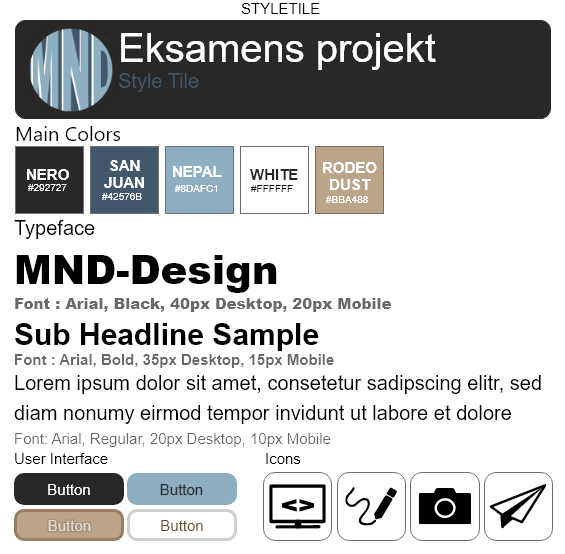 STYLETILE
MND
Eksamens projekt
Style Tile
Main Colors
NERO
#292727
SAN
JUAN
#42576B
NEPAL
#8DAFC1
WHITE
#FFFFFF
RODEO
DUST
#BBA488
Typeface
MND-Design
Font : Arial, Black, 40px Desktop, 20px Mobile
Sub Headline Sample
Font : Arial, Bold, 35px Desktop, 15px Mobile
Lorem ipsum dolor sit amet, consetetur sadipscing elitr, sed
diam nonumy eirmod tempor invidunt ut labore et dolore
Font: Arial, Regular, 20px Desktop, 10px Mobile
User Interface
Icons
Button
Button
Button
Button
<>